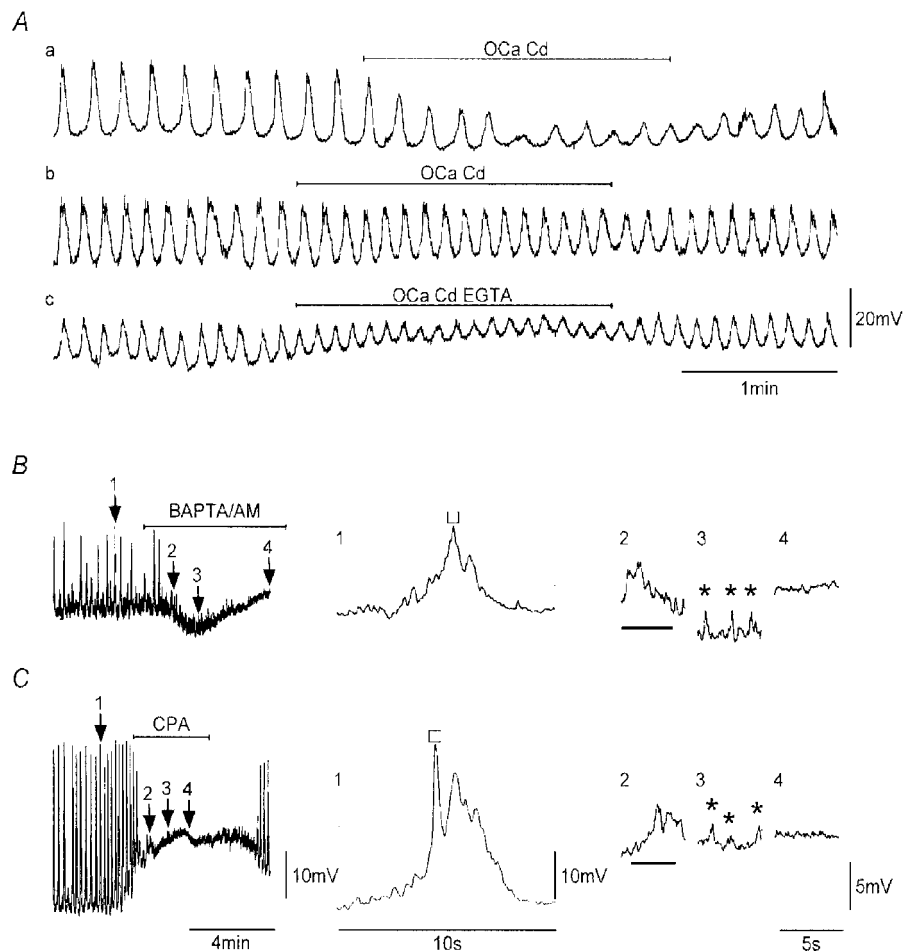 A
a
OCa Cd
b
OCa Cd
c
OCa Cd EGTA
20mV
1min
B
1
BAPTA/AM
2
3
4
1
2
3
4
* * *
C
1
CPA
2
3
4
1
2
3
4
* * *
10mV
10mV
5mV
4min
10s
5s